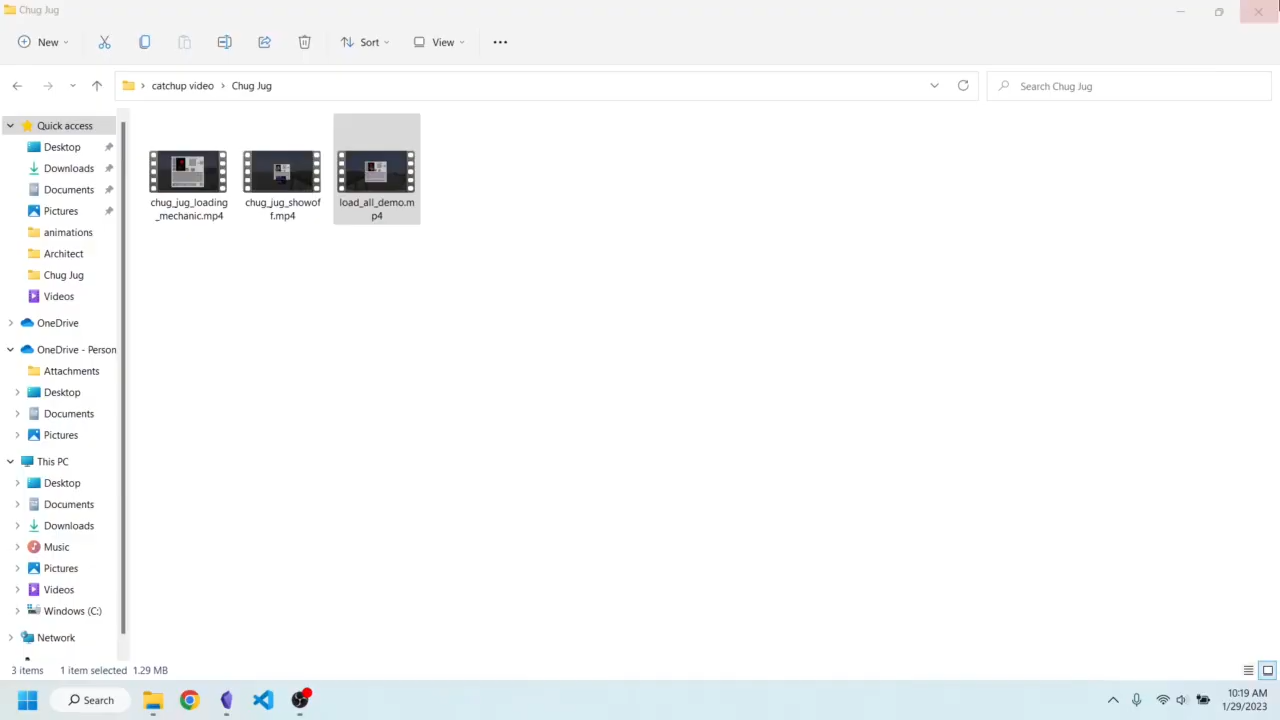 Chug Jug
New
Sort
View
catchup video
Chug Jug
Search Chug Jug
Quick access
Desktop
Downloads
Documents
Pictures
animations
Architect
Chug Jug
Videos
OneDrive
OneDrive - Person
Attachments
Desktop
Documents
Pictures
This PC
Desktop
Documents
Downloads
Music
Pictures
Videos
Windows (C:)
Network
chug_jug_loading
_mechanic.mp4
chug_jug_showof
f.mp4
load_all_demo.m
p4
3 items 1 item selected 1.29 MB
Search
10:19 AM
1/29/2023